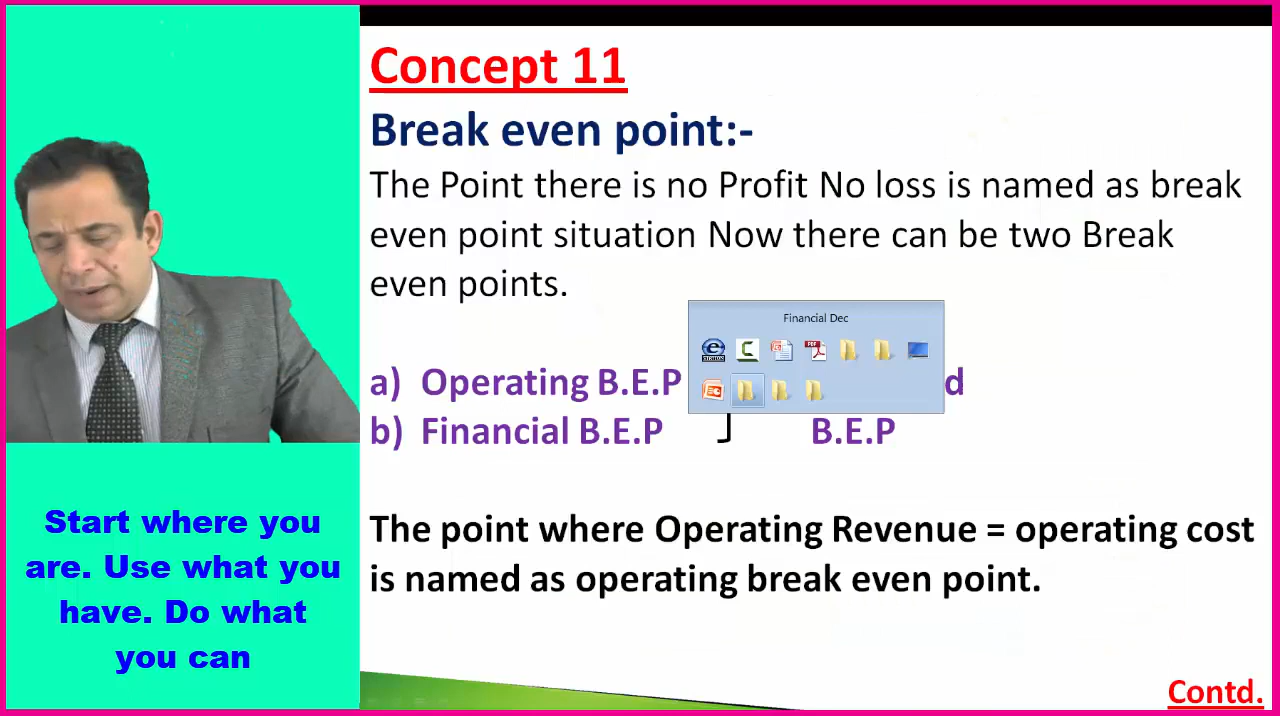 Concept 11
Break even point:-
The Point there is no Profit No loss is named as break
even point situation Now there can be two Break
even points.
Financial Dec
PDF
a) Operating B.E.P d
b) Financial B.E.P B.E.P
The point where Operating Revenue = operating cost
is named as operating break even point.
Contd.
Start where you
are. Use what you
have. Do what
you can